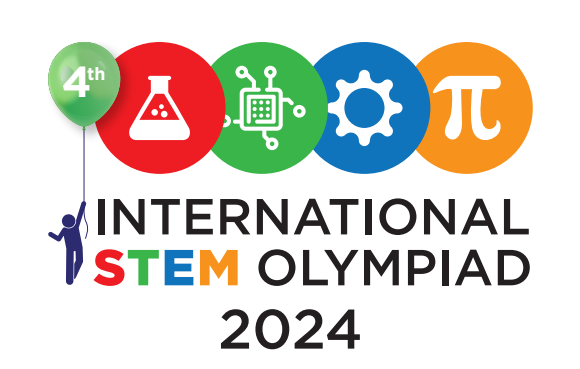 4th
π
INTERNATIONAL
STEM OLYMPIAD
2024